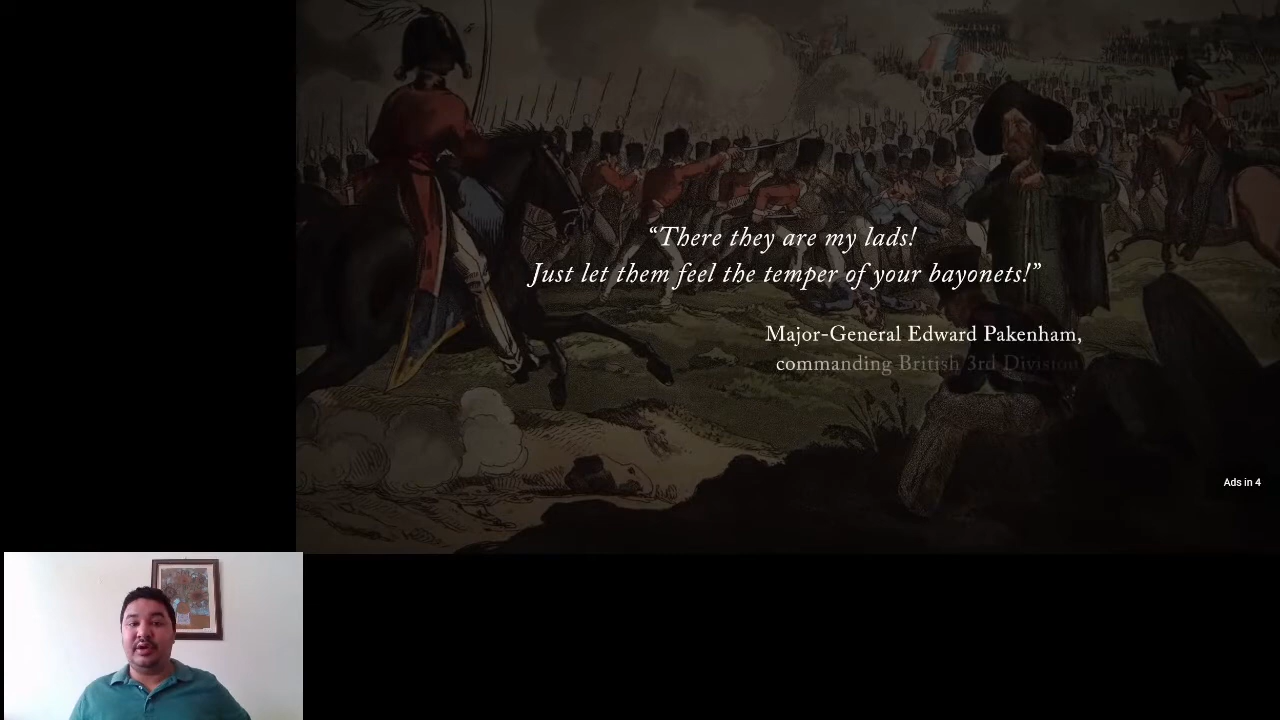 “There they are my lads!
Just let them feel the temper of your bayonets!”
Major-General Edward Pakenham,
commanding British 3rd Division
Ads in 4